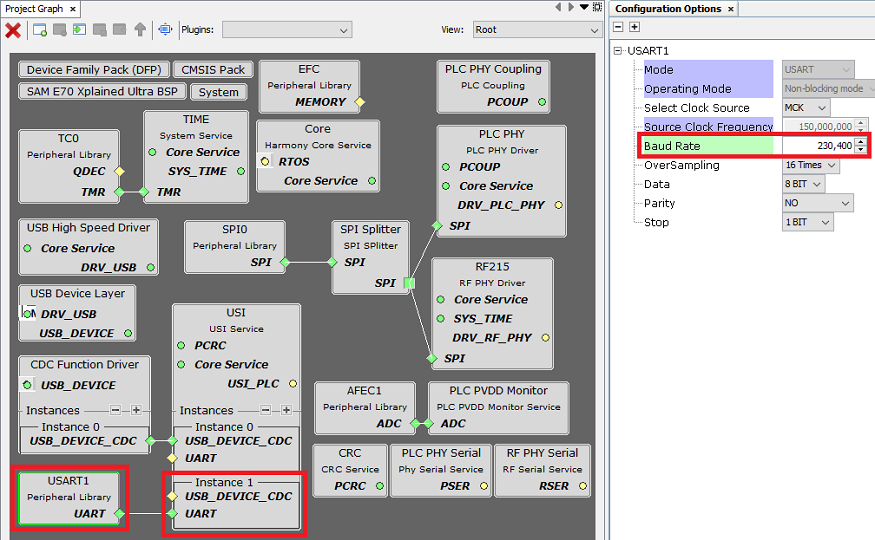 Project Graph ×
Plugins:
View: Root
Device Family Pack (DFP)
CMSIS Pack
SAM E70 Xplained Ultra BSP
System
EFC
Peripheral Library
MEMORY
PLC PHY Coupling
PLC Coupling
PCOUP
TC0
Peripheral Library
QDEC
TMR
TIME
System Service
Core Service
SYS_TIME
TMR
Core
Harmony Core Service
RTOS
Core Service
PLC PHY
PLC PHY Driver
PCOUP
Core Service
DRV_PLC_PHY
SPI
USB High Speed Driver
Core Service
DRV_USB
SPI0
Peripheral Library
SPI
SPI Splitter
SPI SPlitter
SPI
SPI
RF215
RF PHY Driver
Core Service
SYS_TIME
DRV_RF_PHY
SPI
USB Device Layer
DRV_USB
USB_DEVICE
USI
USI Service
PCRC
Core Service
USI_PLC
Instances
Instance 0
USB_DEVICE_CDC
UART
Instance 1
USB_DEVICE_CDC
UART
CDC Function Driver
USB_DEVICE
Instances
Instance 0
USB_DEVICE_CDC
AFEC1
Peripheral Library
ADC
PLC PVDD Monitor
PLC PVDD Monitor Service
ADC
USART1
Peripheral Library
UART
CRC
CRC Service
PCRC
PLC PHY Serial
Phy Serial Service
PSER
RF PHY Serial
RF Serial Service
RSER
Configuration Options ×
USART1
Mode USART
Operating Mode Non-blocking mode
Select Clock Source MCK
Source Clock Frequency 150,000,000
Baud Rate 230,400
OverSampling 16 Times
Data 8 BIT
Parity NO
Stop 1 BIT